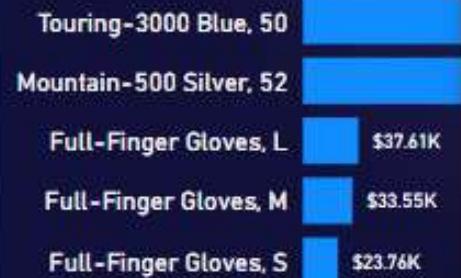 Touring-3000 Blue, 50
Mountain-500 Silver, 52
Full-Finger Gloves, L $37.61K
Full-Finger Gloves, M $33.55K
Full-Finger Gloves, S $23.76K